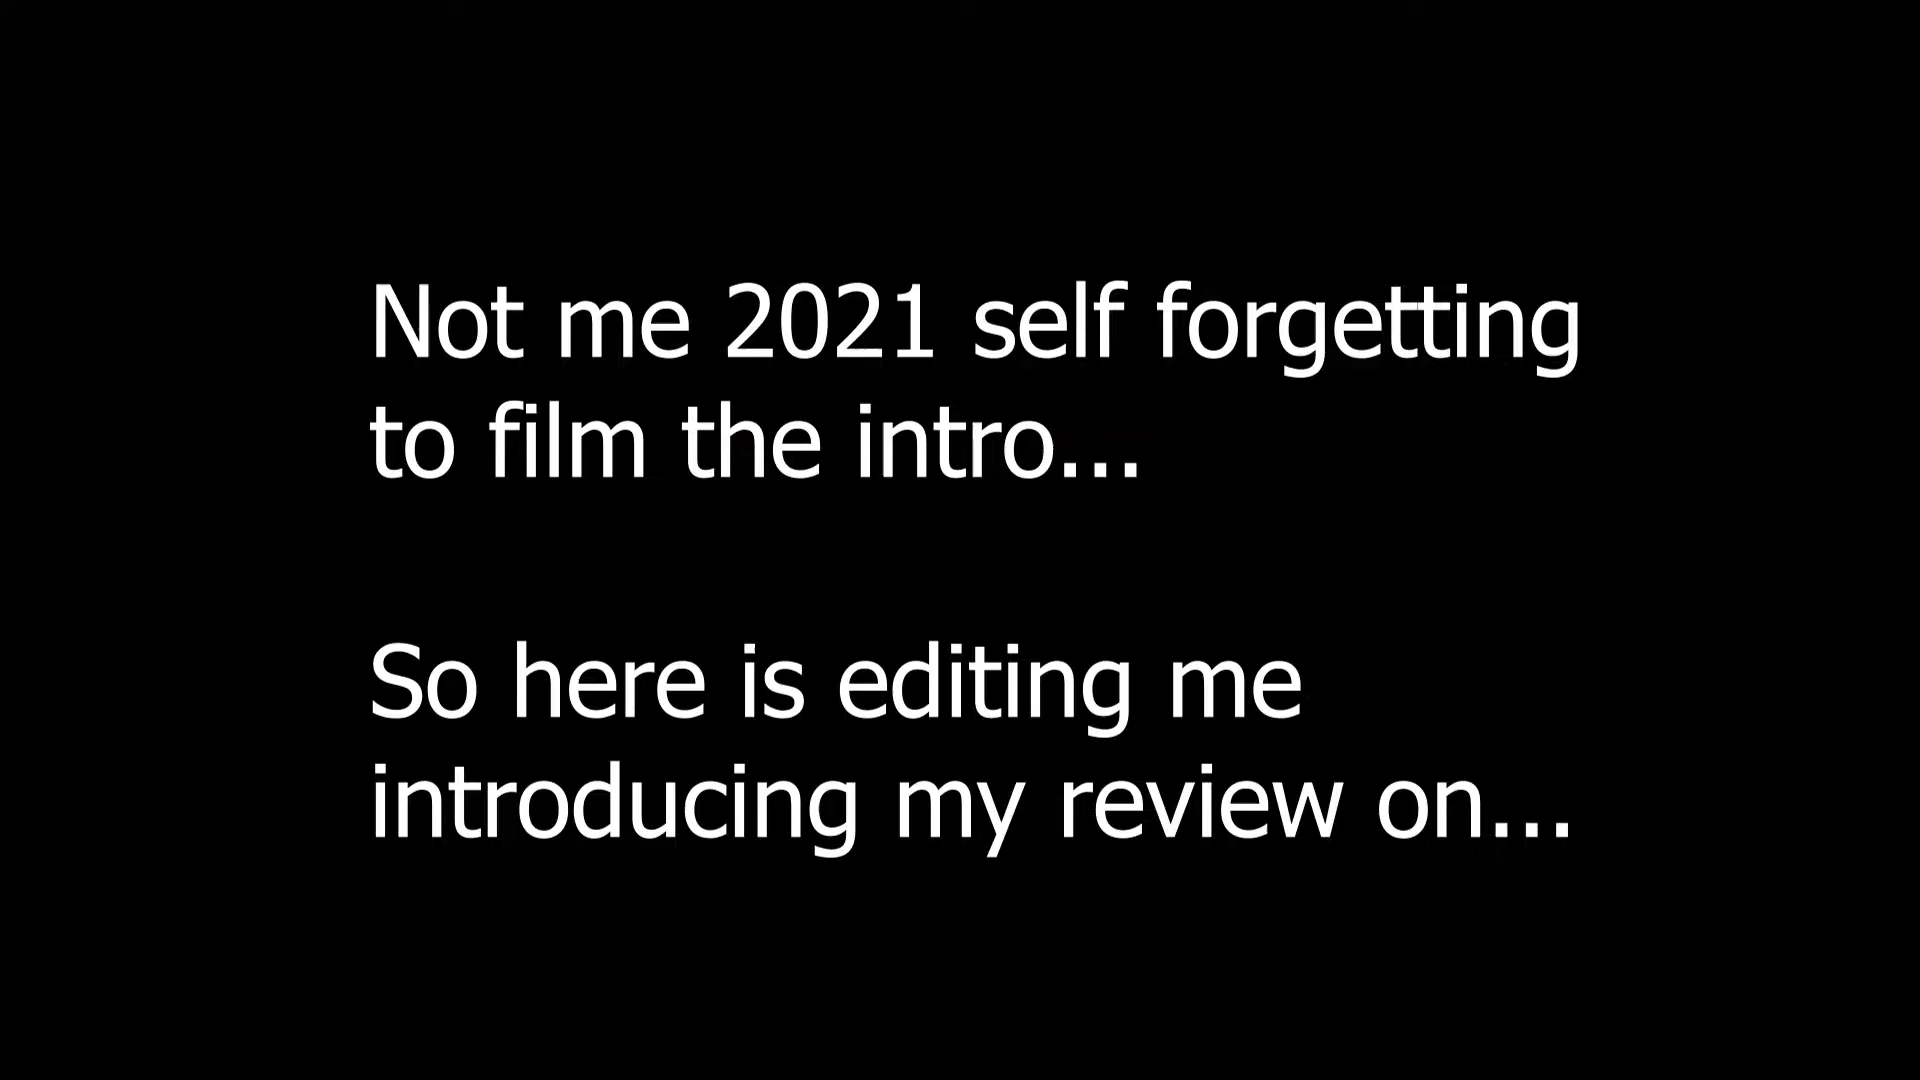 Not me 2021 self forgetting
to film the intro...
So here is editing me
introducing my review on...